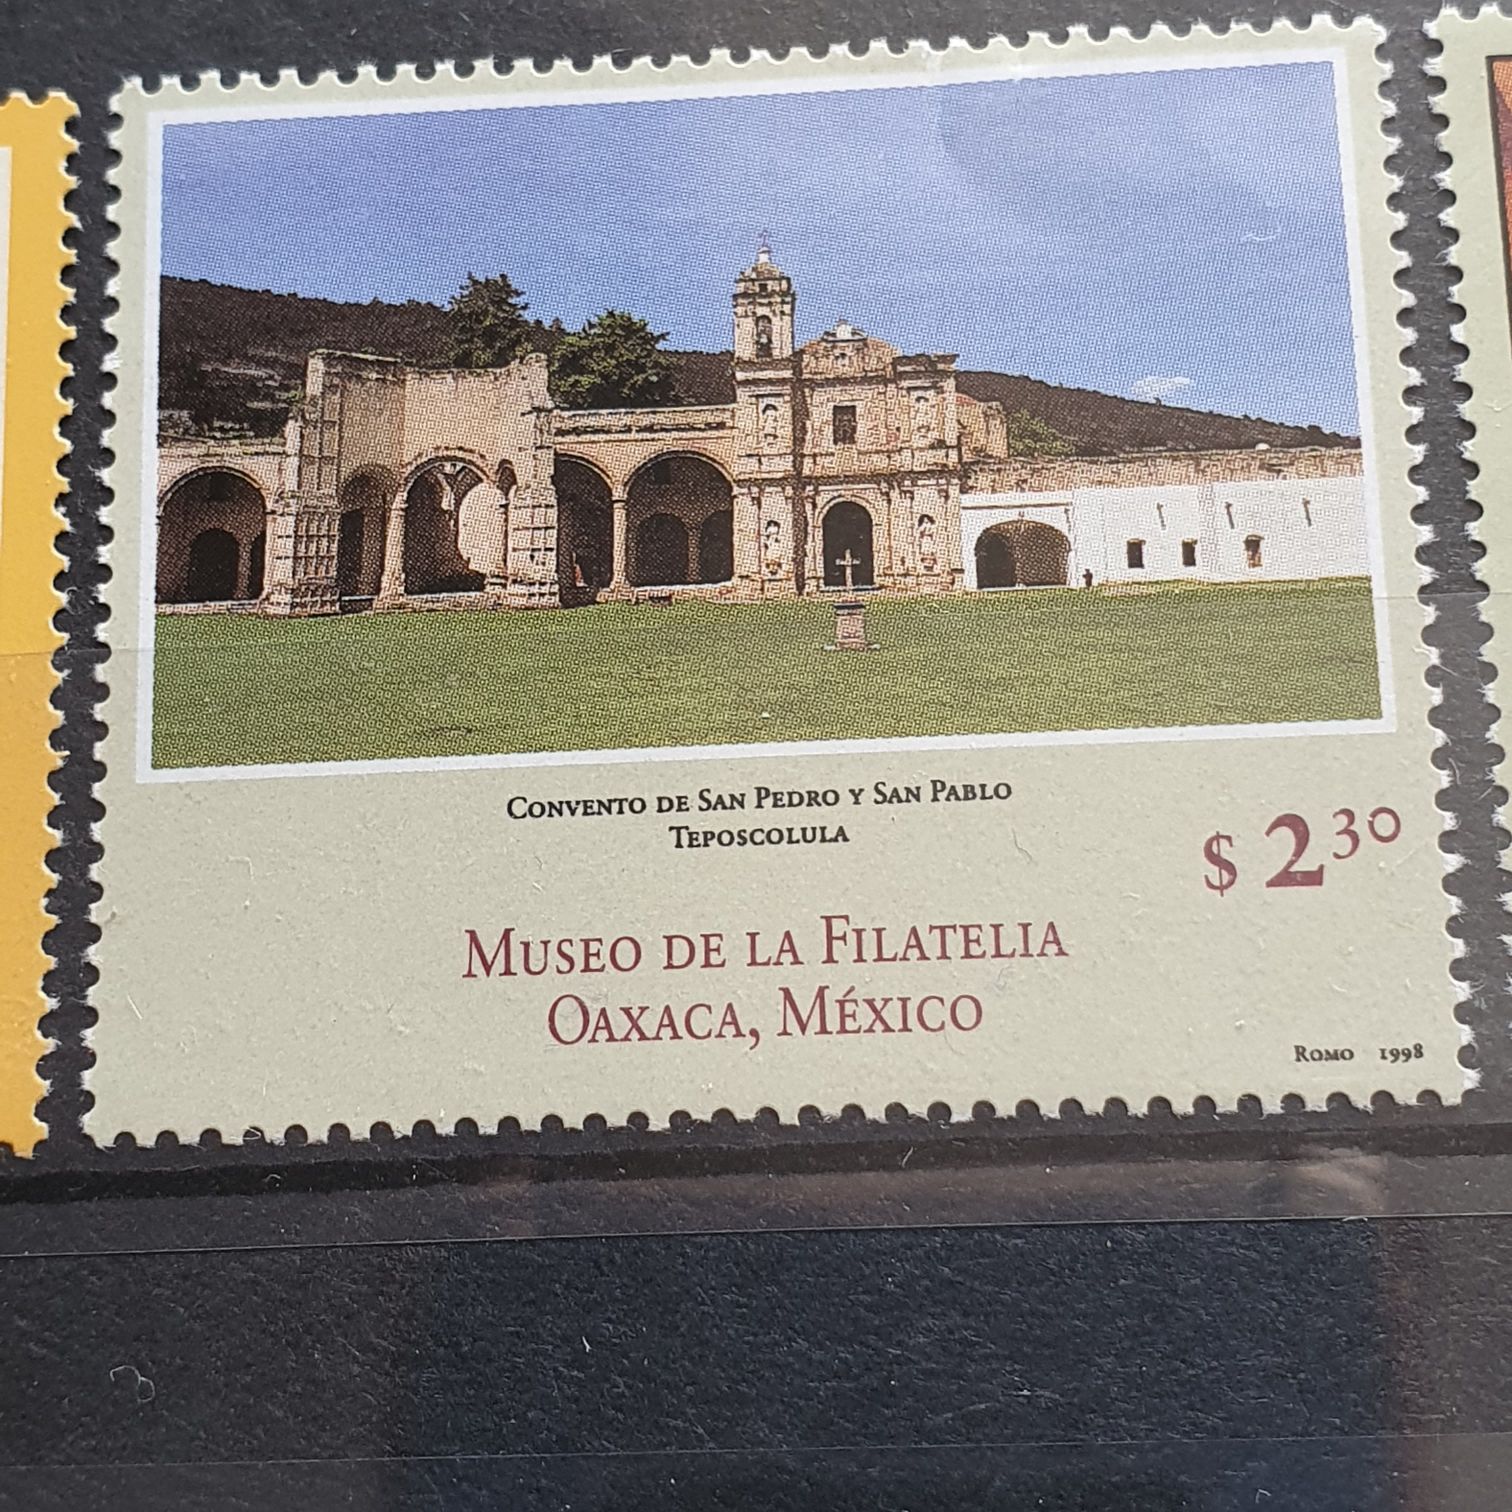 Convento de San Pedro y San Pablo
Teposcolula
$ 2 30
Museo de la Filatelia
Oaxaca, México
Romo 1998